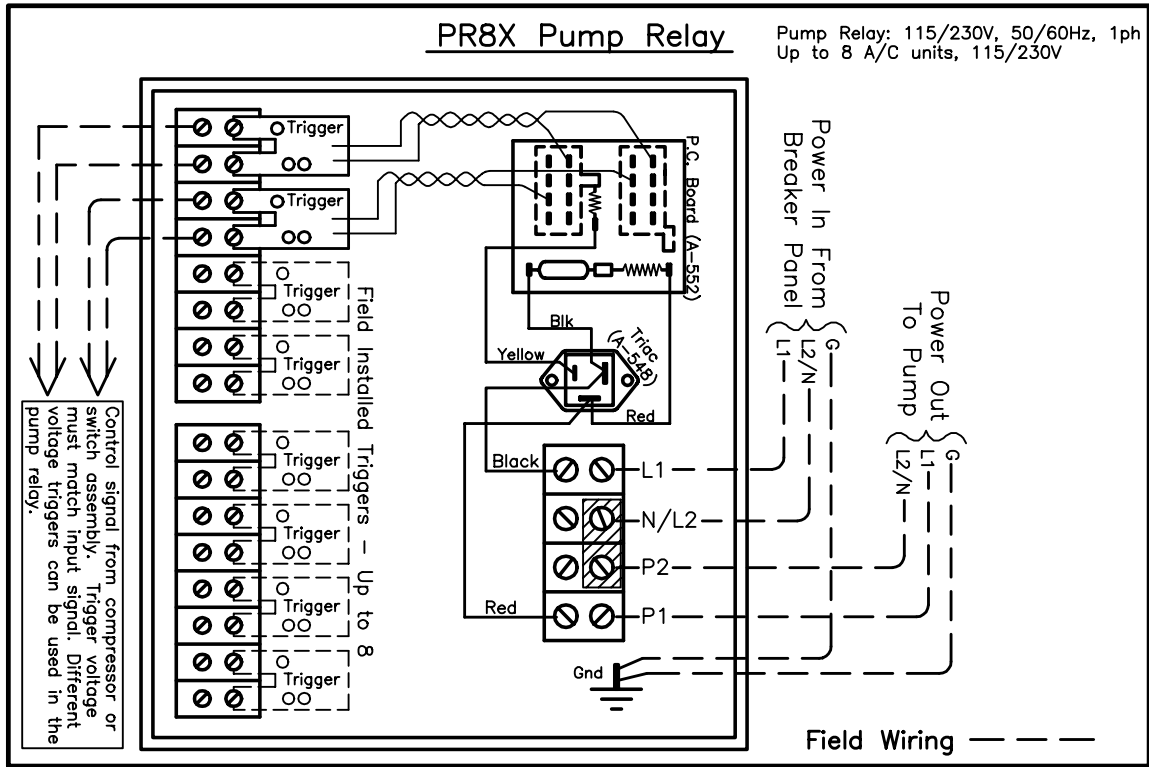 PR8X Pump Relay
Pump Relay: 115/230V, 50/60Hz, 1ph
Up to 8 A/C units, 115/230V
Trigger
Trigger
Trigger
Trigger
Trigger
Trigger
Trigger
Trigger
Field Installed Triggers - Up to 8
P.C. Board (A-552)
Blk
Yellow
Triac
(A-548)
Red
Black
Red
L1
N/L2
P2
P1
Gnd
Power In From
Breaker Panel
L1
L2/N
G
Power Out
To Pump
L2/N
L1
G
Control signal from compressor or
switch assembly. Trigger voltage
must match input signal. Different
voltage triggers can be used in the
pump relay.
Field Wiring